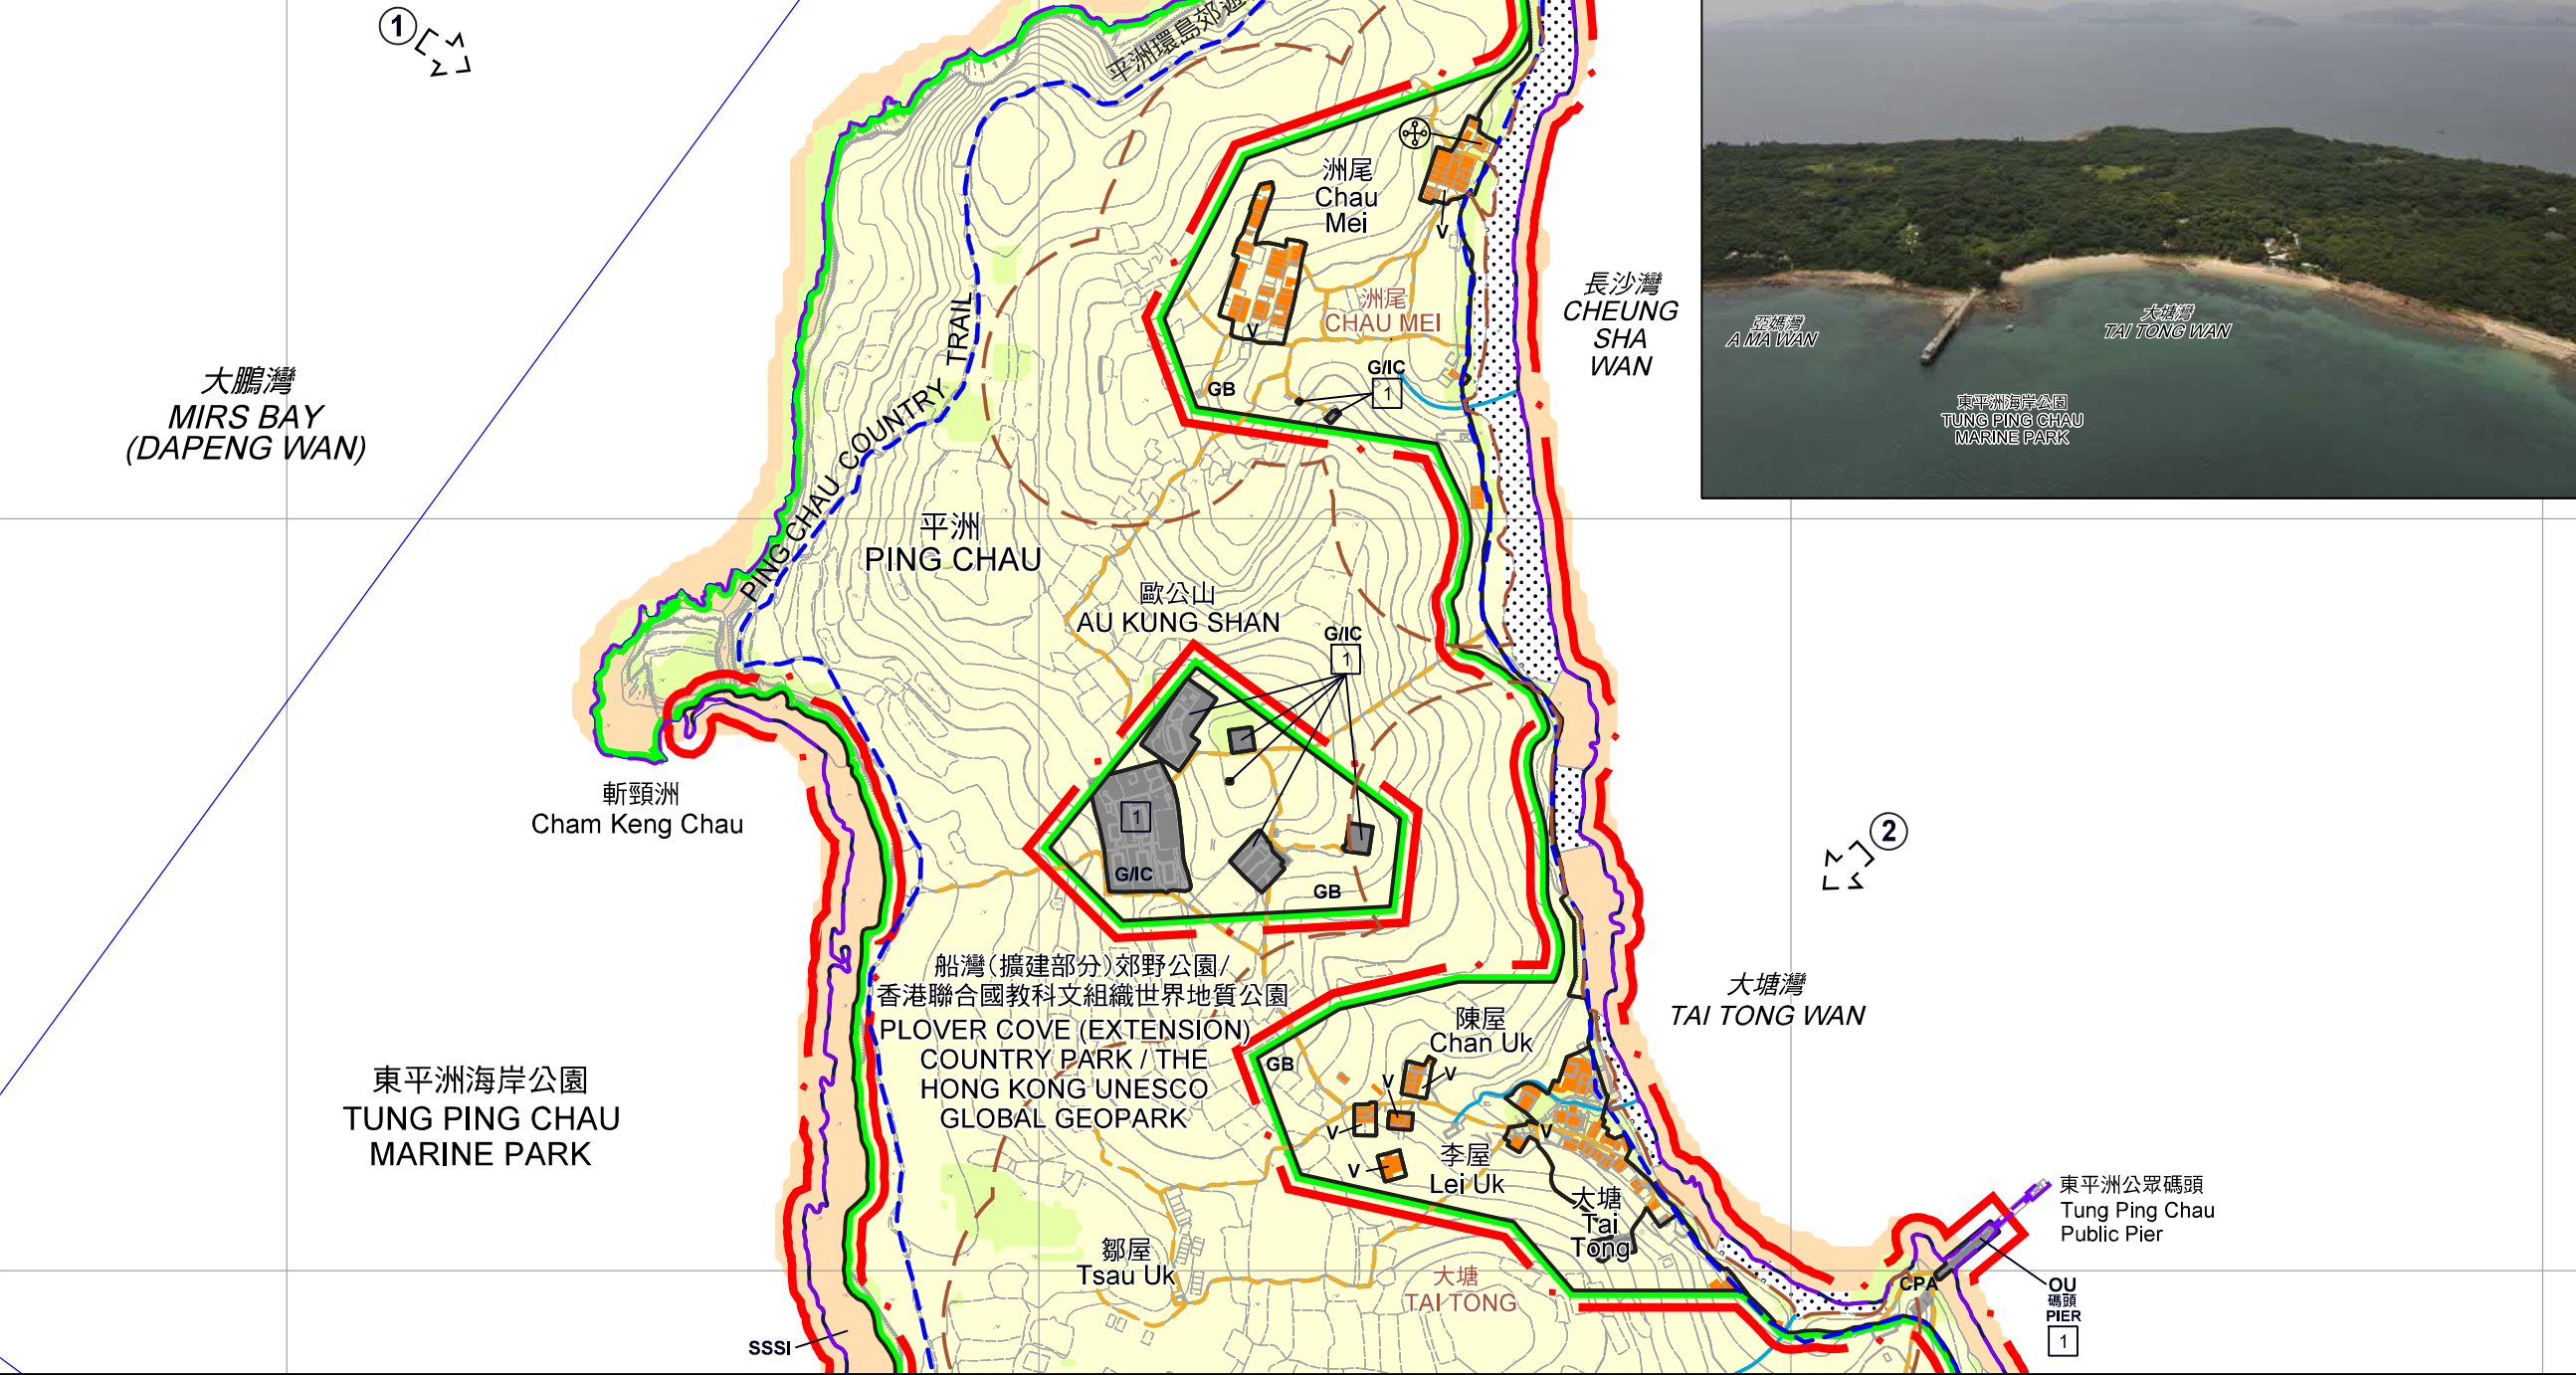 1
平洲環島郊遊
大鵬灣
MIRS BAY
(DAPENG WAN)
PING CHAU COUNTRY TRAIL
平洲
PING CHAU
洲尾
Chau
Mei
V
V
洲尾
CHAU MEI
G/IC
1
GB
長沙灣
CHEUNG
SHA
WAN
亞媽灣
A MA WAN
大塘灣
TAI TONG WAN
東平洲海岸公園
TUNG PING CHAU
MARINE PARK
歐公山
AU KUNG SHAN
G/IC
1
1
G/IC
GB
斬頸洲
Cham Keng Chau
2
船灣(擴建部分)郊野公園/
香港聯合國教科文組織世界地質公園
PLOVER COVE (EXTENSION)
COUNTRY PARK / THE
HONG KONG UNESCO
GLOBAL GEOPARK
大塘灣
TAI TONG WAN
東平洲海岸公園
TUNG PING CHAU
MARINE PARK
陳屋
Chan Uk
GB
V
V
V
V
V
李屋
Lei Uk
大塘
Tai
Tong
鄒屋
Tsau Uk
大塘
TAI TONG
東平洲公眾碼頭
Tung Ping Chau
Public Pier
CPA
OU
碼頭
PIER
1
SSSI